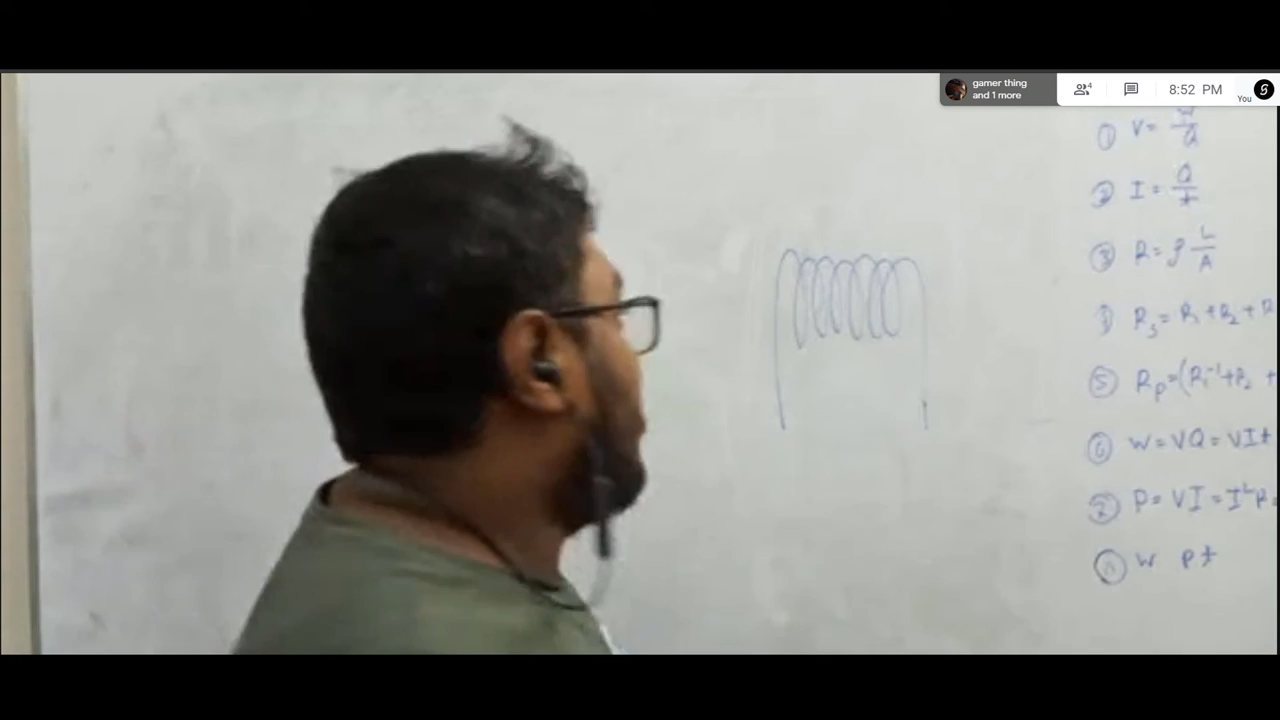 gamer thing
and 1 more
4
8:52 PM
You
① V = W/Q
② I = Q/t
③ R = ρ L/A
R_s = R₁ + R₂ + R
⑤ R_p = (R₁⁻¹ + R₂ +
⑥ W = VQ = VIt
⑦ P = VI = I²R =
W Pt